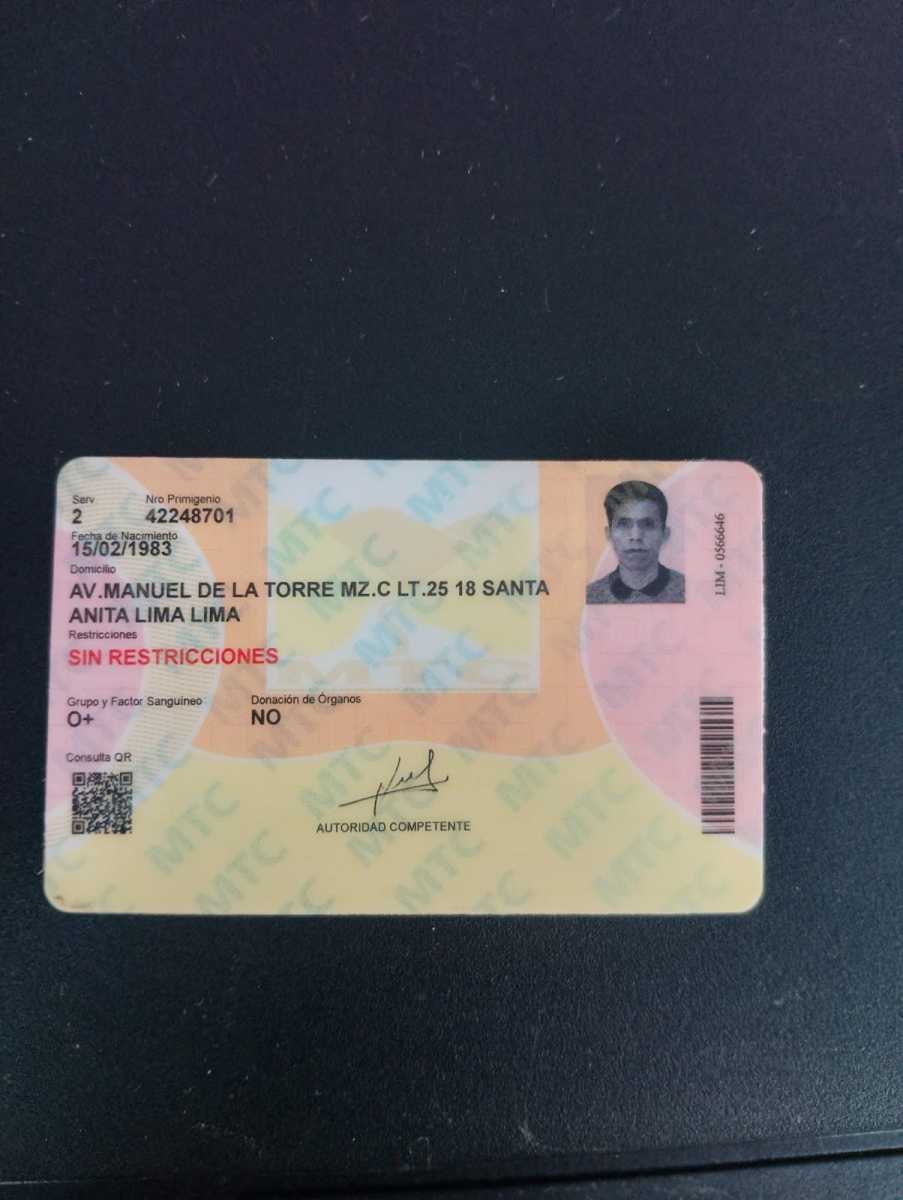 Serv Nro Primigenio
2 42248701
Fecha de Nacimiento
15/02/1983
Domicilio
AV.MANUEL DE LA TORRE MZ.C LT.25 18 SANTA
ANITA LIMA LIMA
Restricciones
SIN RESTRICCIONES
Grupo y Factor Sanguíneo Donación de Órganos
O+ NO
Consulta QR
AUTORIDAD COMPETENTE
LIM - 0566646
MTC